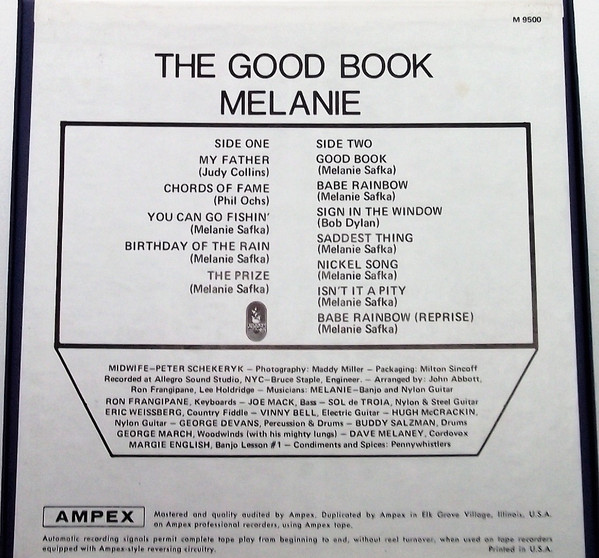 M 9500
THE GOOD BOOK
MELANIE
SIDE ONE
MY FATHER
(Judy Collins)
CHORDS OF FAME
(Phil Ochs)
YOU CAN GO FISHIN'
(Melanie Safka)
BIRTHDAY OF THE RAIN
(Melanie Safka)
THE PRIZE
(Melanie Safka)
SIDE TWO
GOOD BOOK
(Melanie Safka)
BABE RAINBOW
(Melanie Safka)
SIGN IN THE WINDOW
(Bob Dylan)
SADDEST THING
(Melanie Safka)
NICKEL SONG
(Melanie Safka)
ISN'T IT A PITY
(Melanie Safka)
BABE RAINBOW (REPRISE)
(Melanie Safka)
MIDWIFE—PETER SCHEKERYK — Photography: Maddy Miller — Packaging: Milton Sincoff
Recorded at Allegro Sound Studio, NYC—Bruce Staple, Engineer. — Arranged by: John Abbott,
Ron Frangipane, Lee Holdridge — Musicians: MELANIE—Banjo and Nylon Guitar
RON FRANGIPANE, Keyboards — JOE MACK, Bass — SOL de TROIA, Nylon & Steel Guitar
ERIC WEISSBERG, Country Fiddle — VINNY BELL, Electric Guitar — HUGH McCRACKIN,
Nylon Guitar — GEORGE DEVANS, Percussion & Drums — BUDDY SALZMAN, Drums
GEORGE MARCH, Woodwinds (with his mighty lungs) — DAVE MELANEY, Cordovox
MARGIE ENGLISH, Banjo Lesson #1 — Condiments and Spices: Pennywhistlers
AMPEX
Mastered and quality audited by Ampex. Duplicated by Ampex in Elk Grove Village, Illinois, U.S.A.
on Ampex professional recorders, using Ampex tape.
Automatic recording signals permit complete tape play from beginning to end, without reel turnover, when used on tape recorders
equipped with Ampex-style reversing circuitry.
Printed in U.S.A.